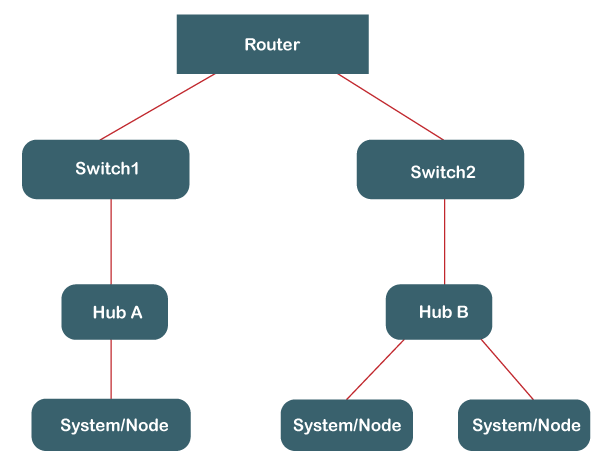 Router
Switch1
Switch2
Hub A
Hub B
System/Node
System/Node
System/Node